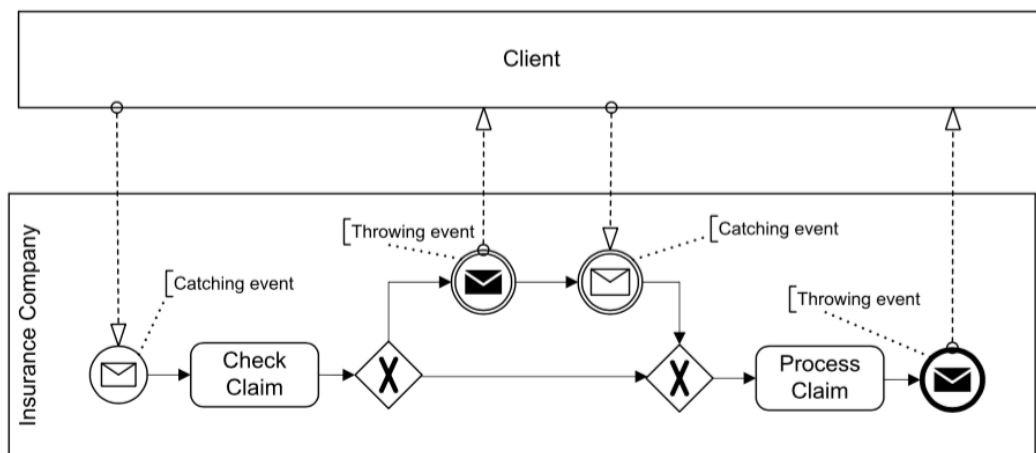 Client
Insurance Company
Throwing event
Catching event
Catching event
Throwing event
Check
Claim
X
X
Process
Claim